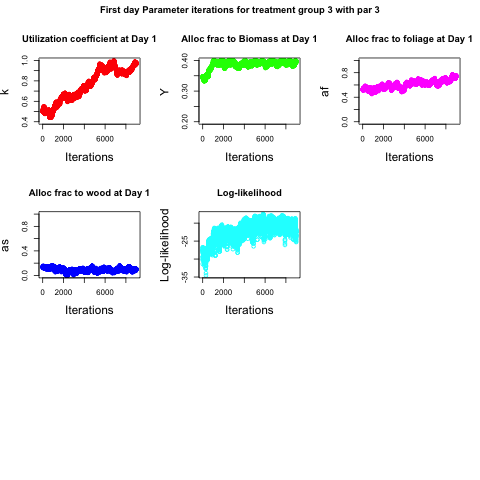 First day Parameter iterations for treatment group 3 with par 3
Utilization coefficient at Day 1
k
0.4 0.6 0.8 1.0
0 2000 6000
Iterations
Alloc frac to Biomass at Day 1
Y
0.20 0.30 0.40
0 2000 6000
Iterations
Alloc frac to foliage at Day 1
af
0.0 0.4 0.8
0 2000 6000
Iterations
Alloc frac to wood at Day 1
as
0.0 0.4 0.8
0 2000 6000
Iterations
Log-likelihood
Log-likelihood
-35 -25
0 2000 6000
Iterations